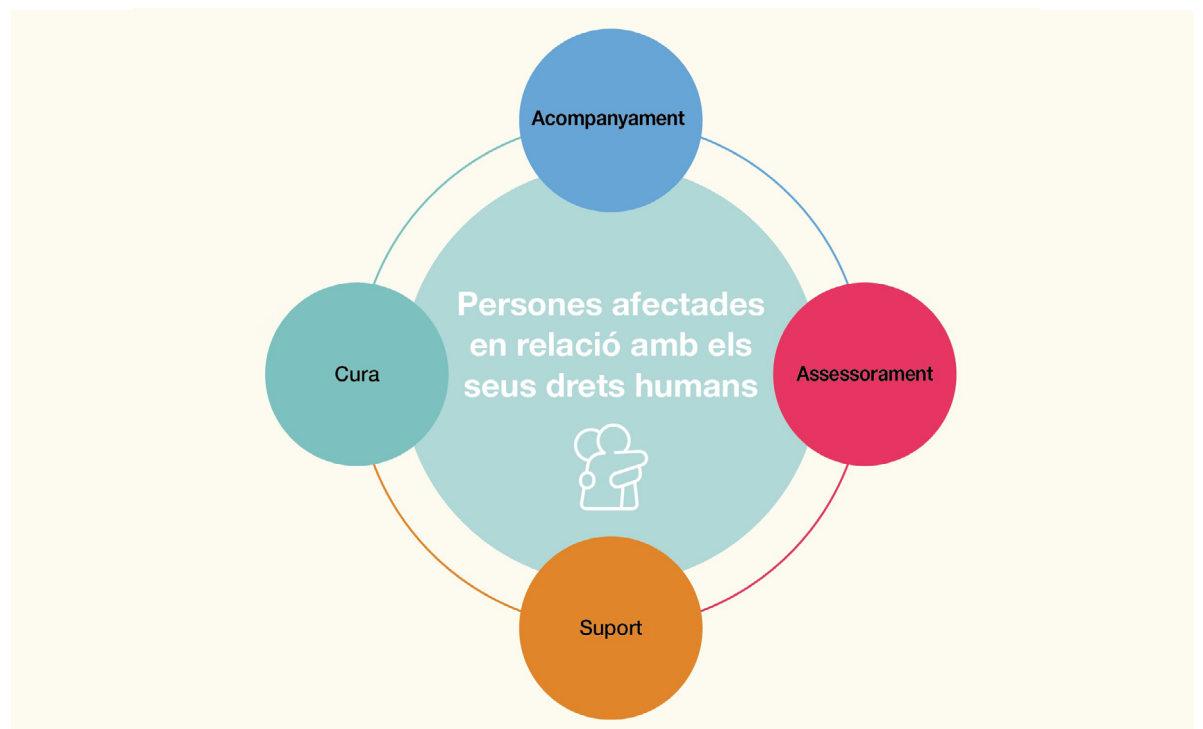 Acompanyament
Persones afectades
en relació amb els
seus drets humans
Cura
Assessorament
Suport